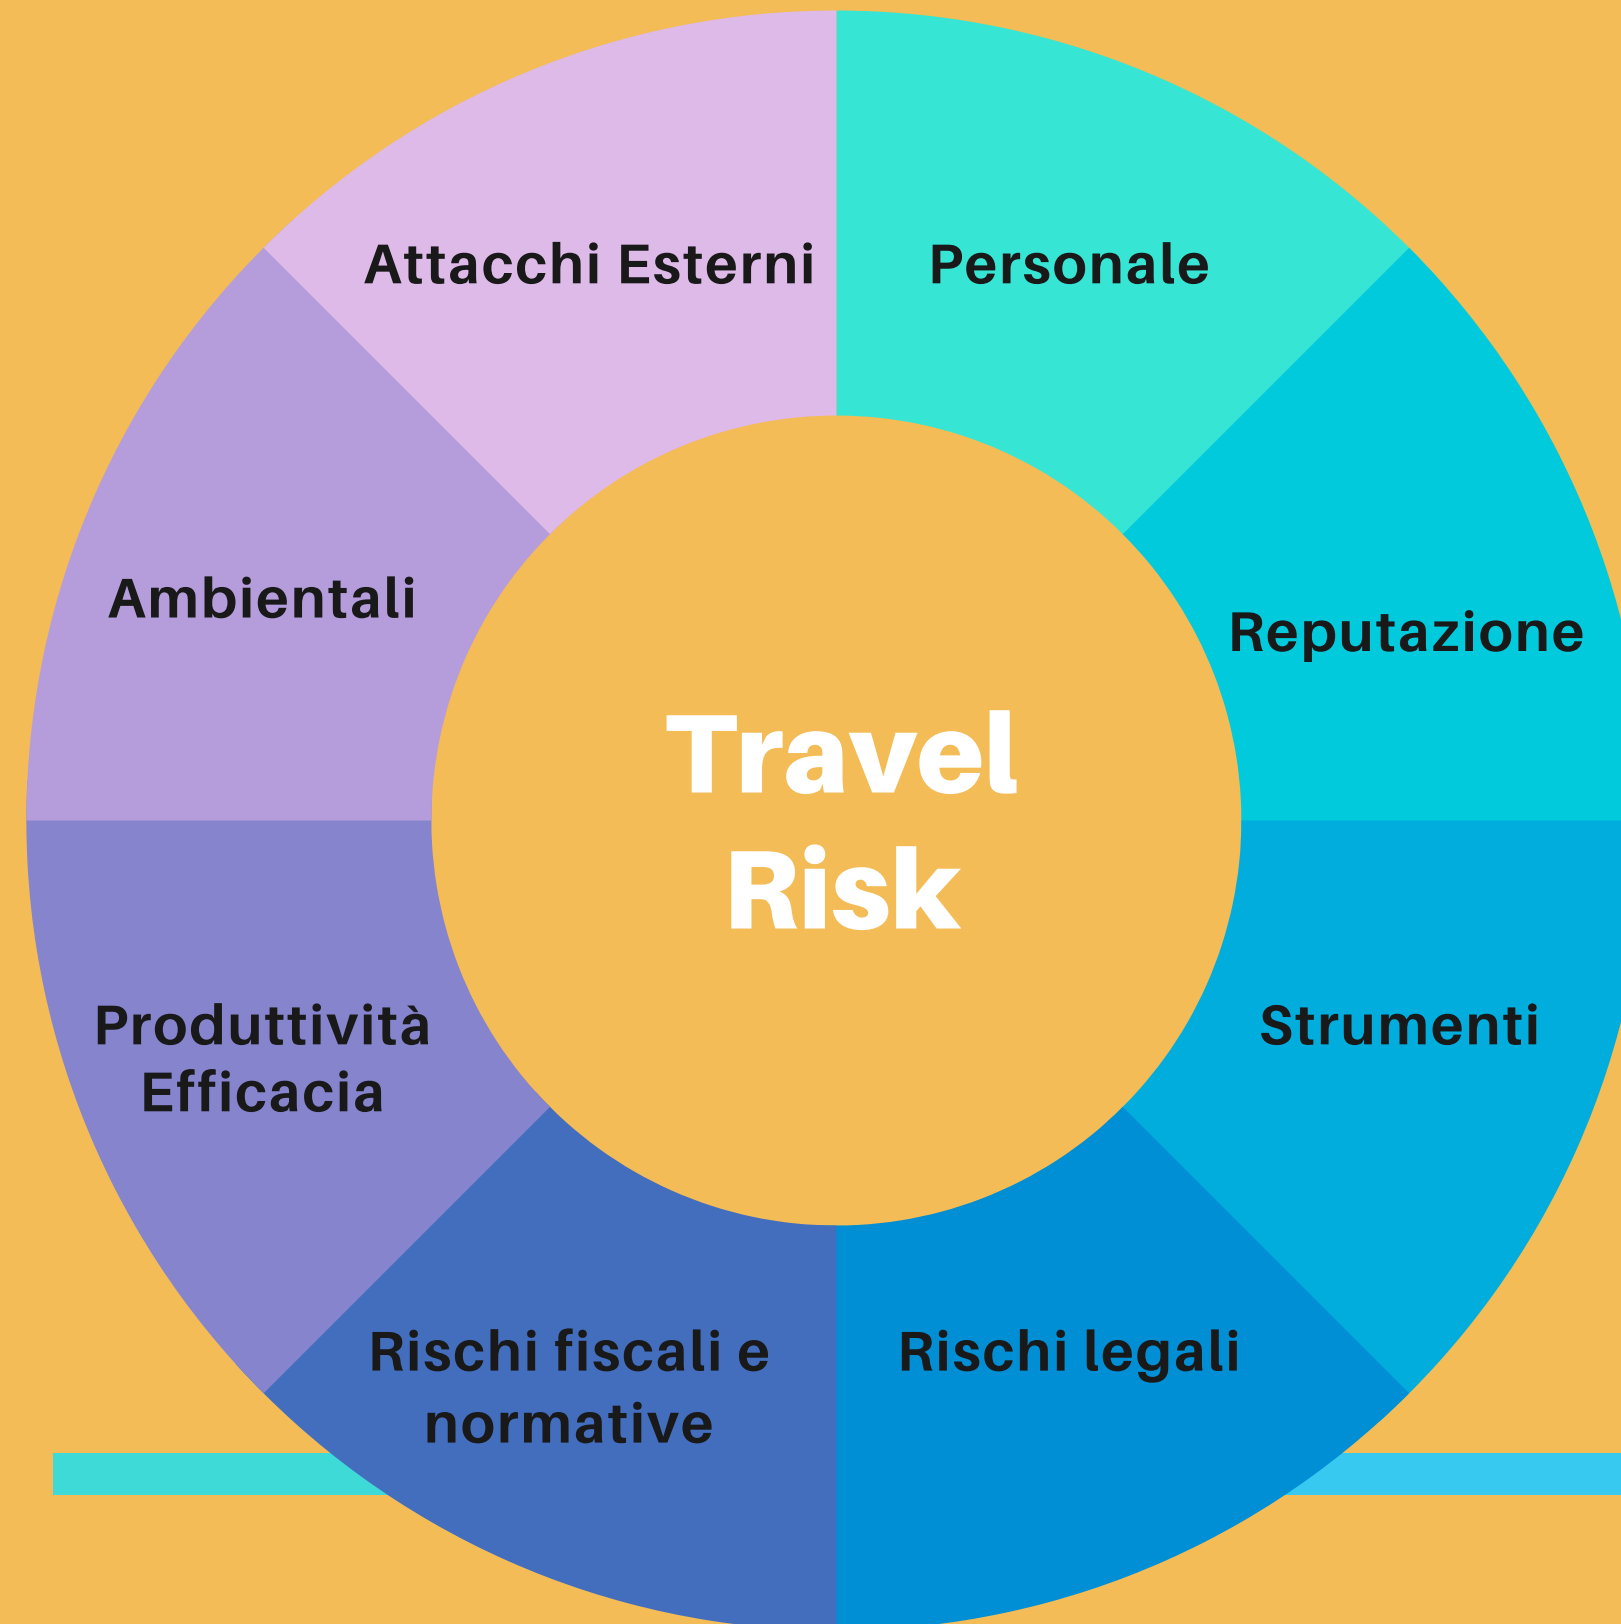 Attacchi Esterni
Personale
Ambientali
Reputazione
Travel
Risk
Produttività
Efficacia
Strumenti
Rischi fiscali e
normative
Rischi legali